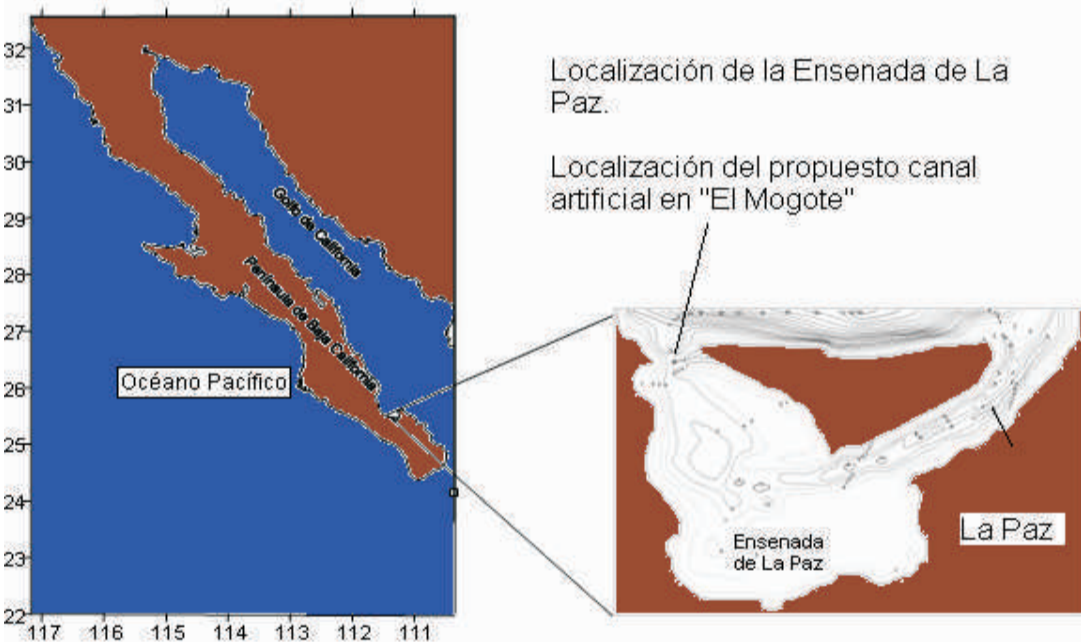 Localización de la Ensenada de La
Paz.
Localización del propuesto canal
artificial en "El Mogote"
32
31
30
29
28
27
26
25
24
23
22
117 116 115 114 113 112 111
Golfo de California
Península de Baja California
Océano Pacífico
Ensenada
de La Paz
La Paz